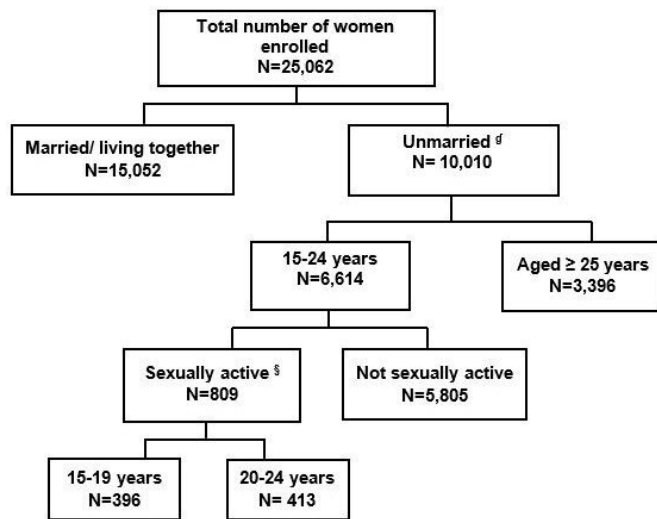 Total number of women
enrolled
N=25,062
Married/ living together
N=15,052
Unmarried ɠ
N= 10,010
15-24 years
N=6,614
Aged ≥ 25 years
N=3,396
Sexually active §
N=809
Not sexually active
N=5,805
15-19 years
N=396
20-24 years
N= 413